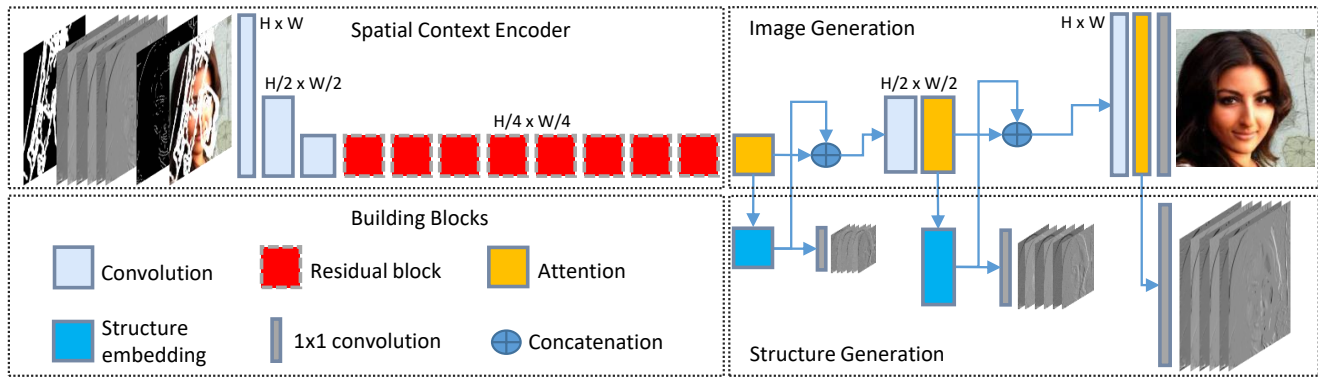 Spatial Context Encoder
H x W
H/2 x W/2
H/4 x W/4
Image Generation
H/2 x W/2
H x W
Building Blocks
Convolution
Residual block
Attention
Structure
embedding
1x1 convolution
Concatenation
Structure Generation